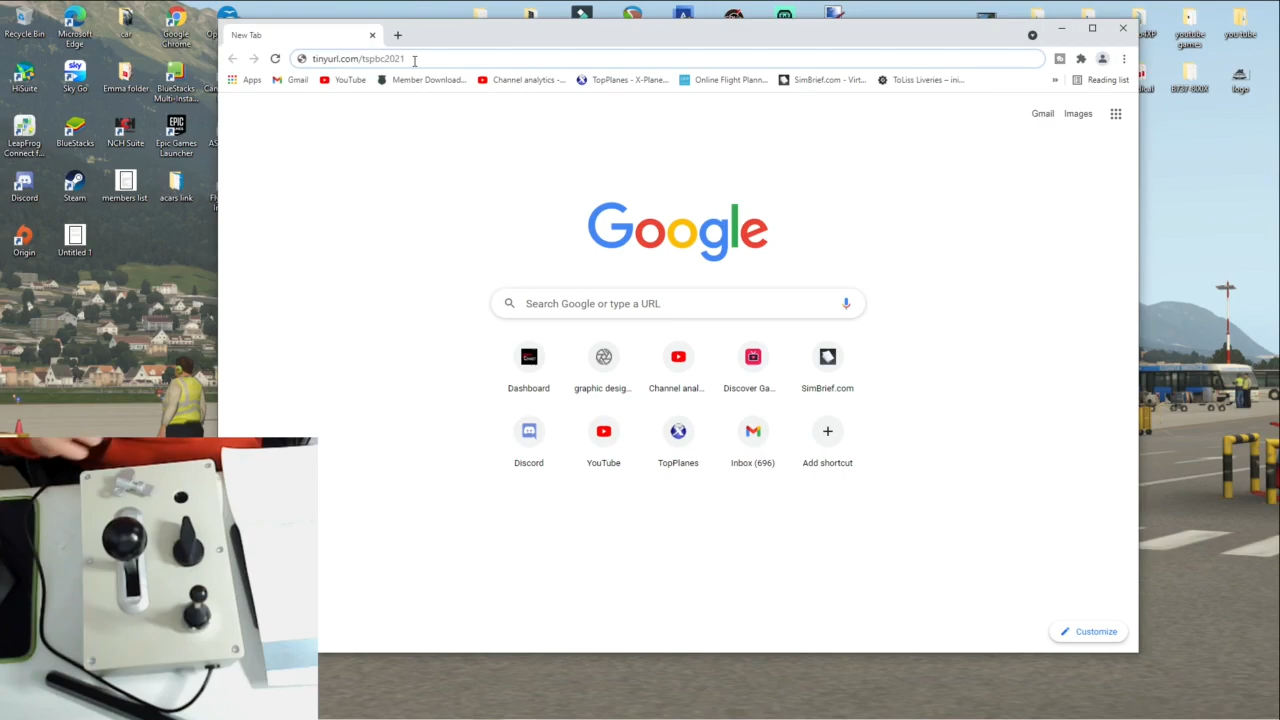 New Tab
tinyurl.com/tspbc2021
Apps
Gmail
YouTube
Member Download...
Channel analytics -...
TopPlanes - X-Plane...
Online Flight Plann...
SimBrief.com - Virt...
ToLiss Liveries – ini...
»
Reading list
Gmail
Images
Google
Search Google or type a URL
Dashboard
graphic desig...
Channel anal...
Discover Ga...
SimBrief.com
Discord
YouTube
TopPlanes
Inbox (696)
Add shortcut
Customize
Recycle Bin
Microsoft
Edge
car
Google
Chrome
HiSuite
Sky Go
Emma folder
BlueStacks
Multi-Insta...
LeapFrog
Connect f...
BlueStacks
NCH Suite
EPIC
GAMES
Epic Games
Launcher
Discord
Steam
members list
acars link
Origin
Untitled 1
youtube
games
you tube
B737-800X
logo